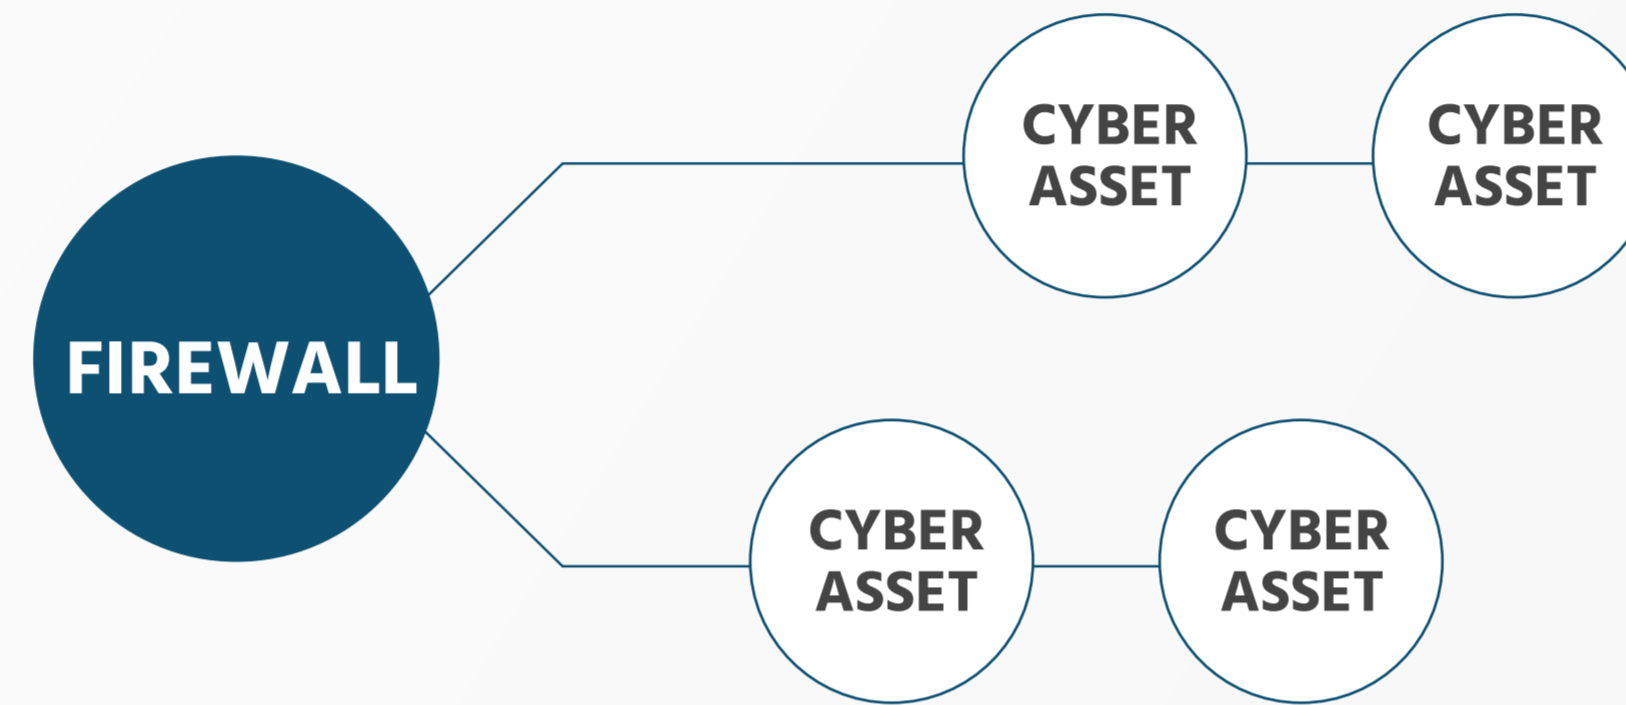 CYBER
ASSET
CYBER
ASSET
FIREWALL
CYBER
ASSET
CYBER
ASSET